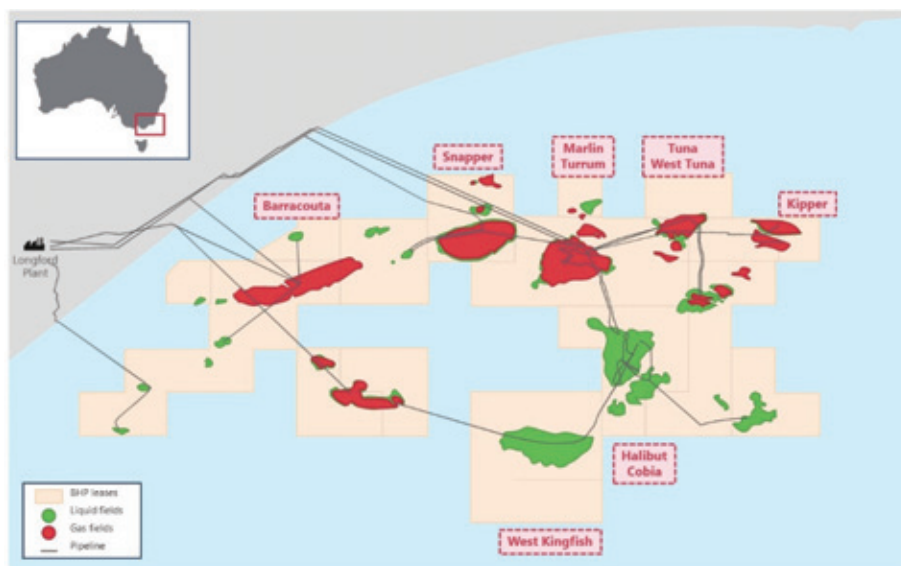 Snapper
Marlin
Turrum
Tuna
West Tuna
Barracouta
Kipper
Longford
Plant
Halibut
Cobia
West Kingfish
BHP leases
Liquid fields
Gas fields
Pipeline